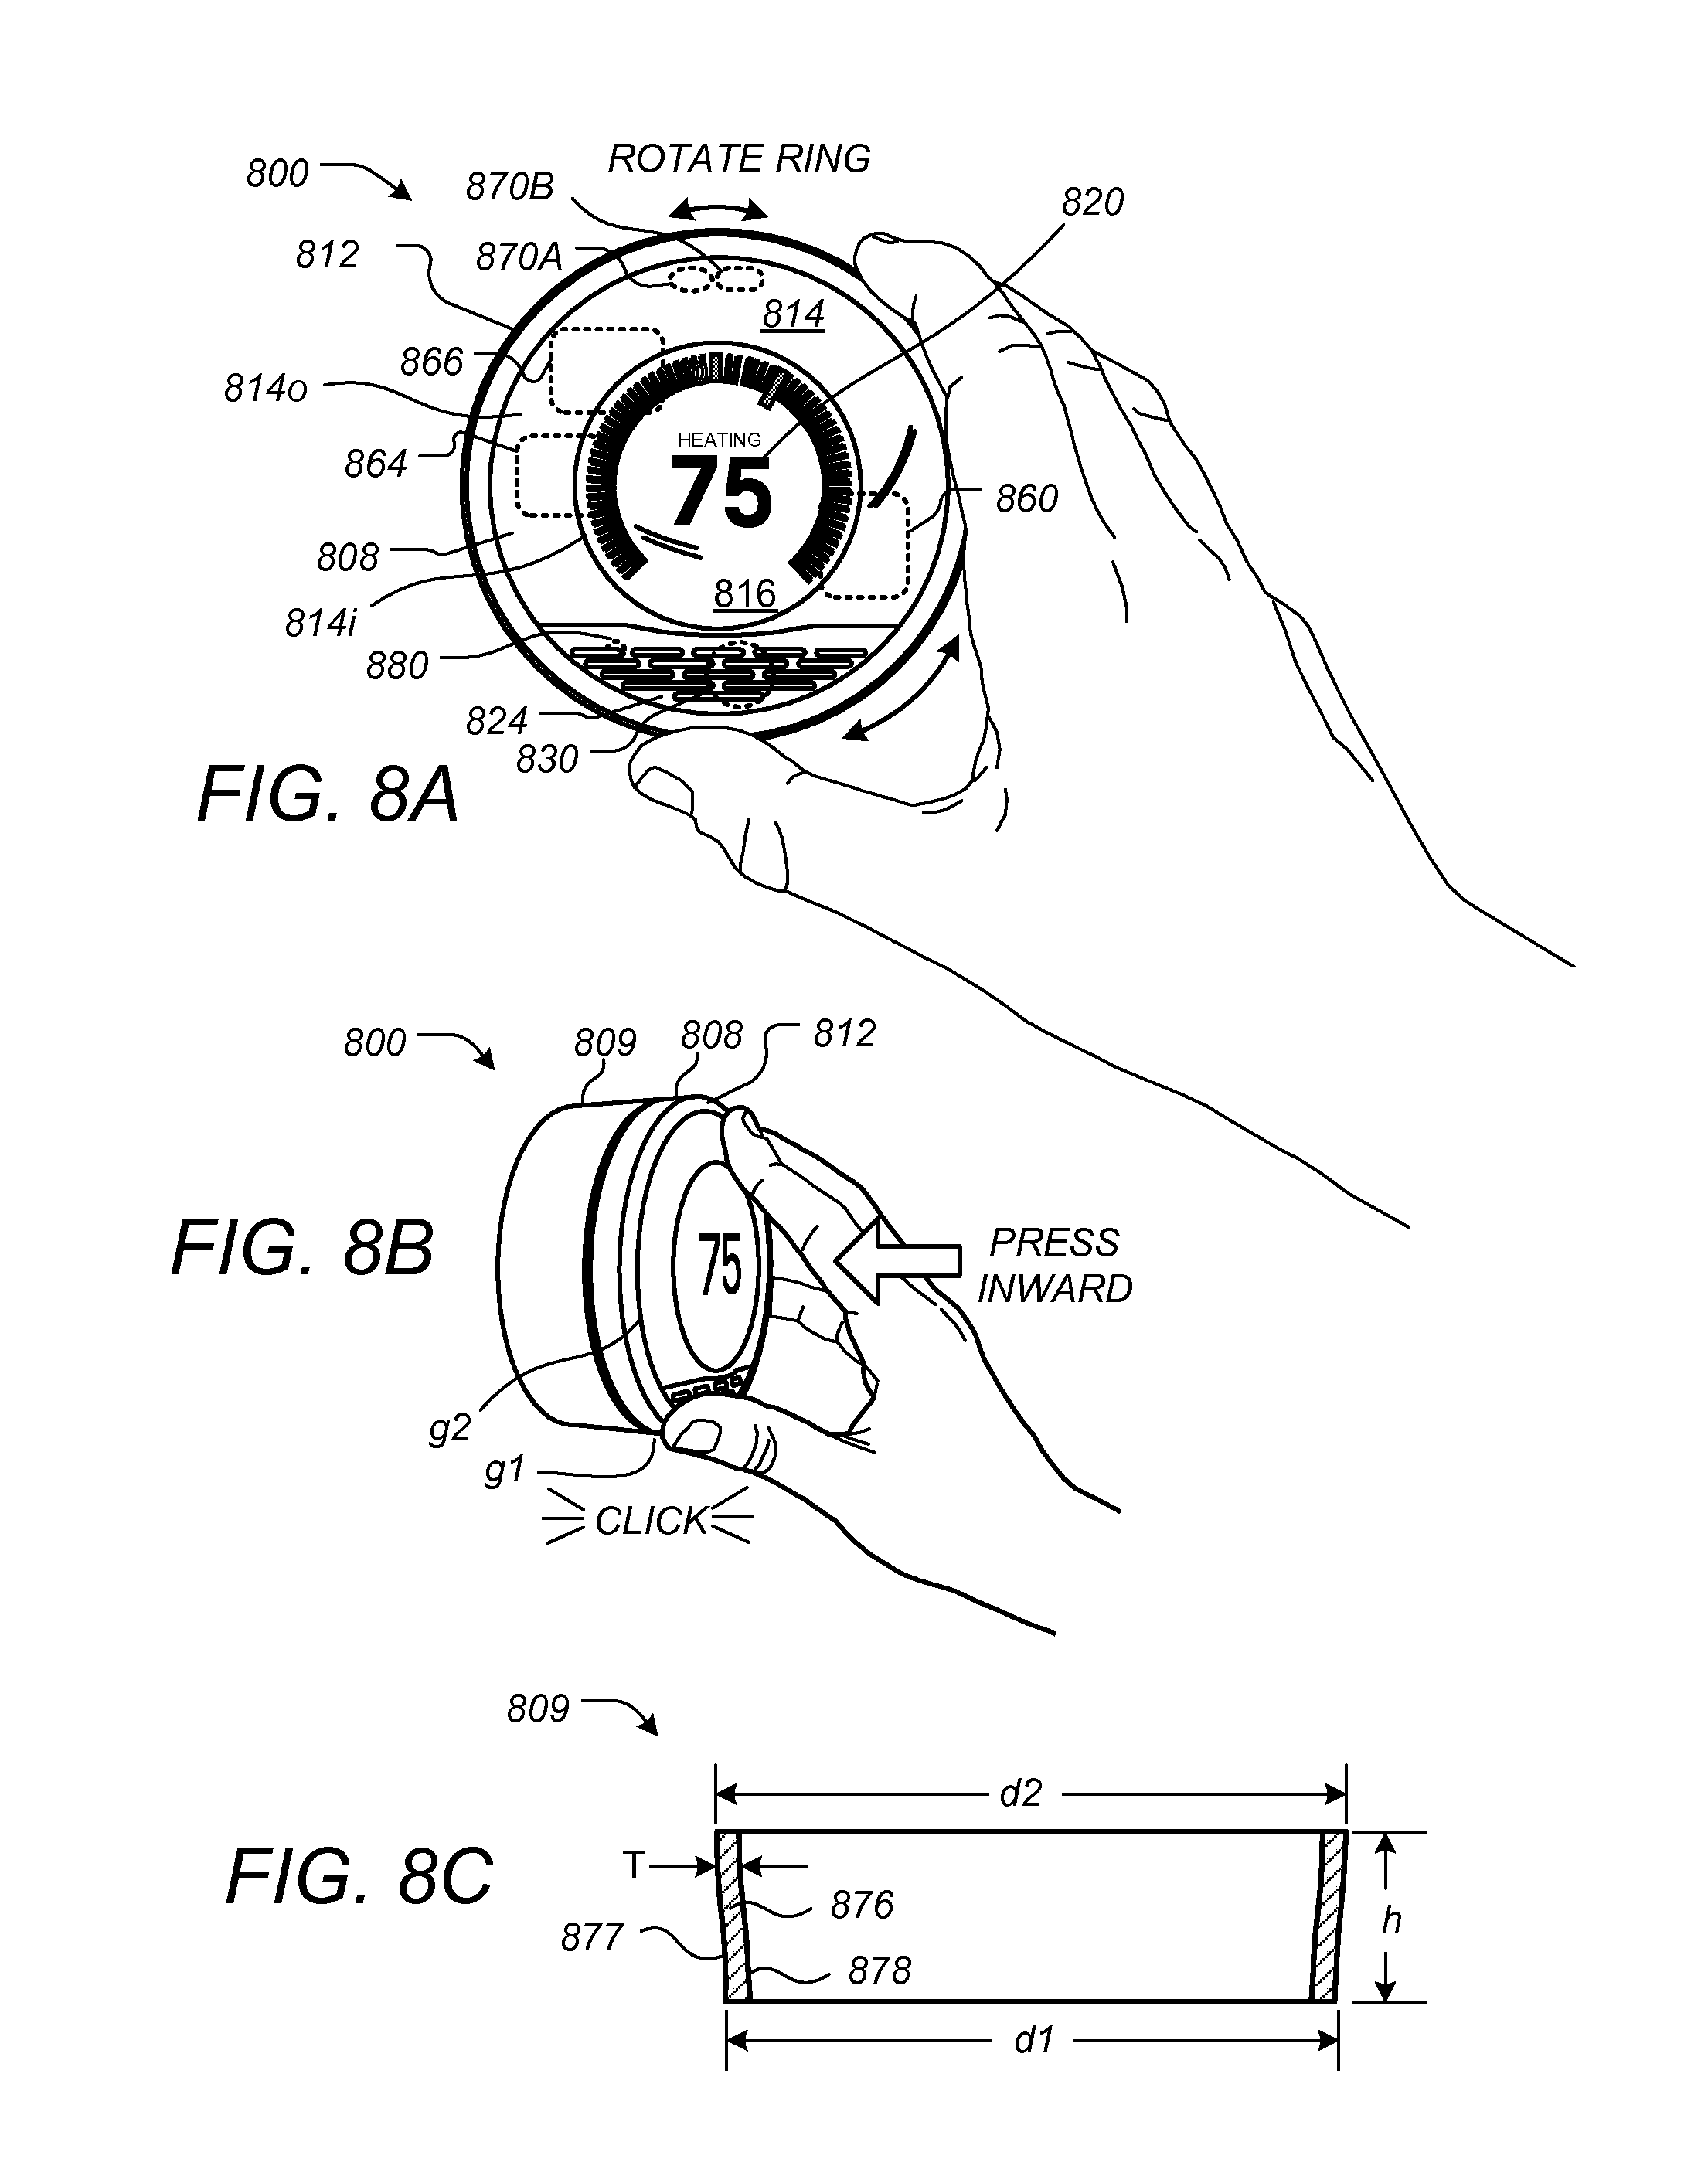 ROTATE RING
800
870B
820
812
870A
814
866
814o
70
HEATING
864
75
860
808
816
814i
880
824
830
FIG. 8A
800
809
808
812
FIG. 8B
75
PRESS
INWARD
g2
g1
CLICK
809
d2
FIG. 8C
T
876
h
877
878
d1